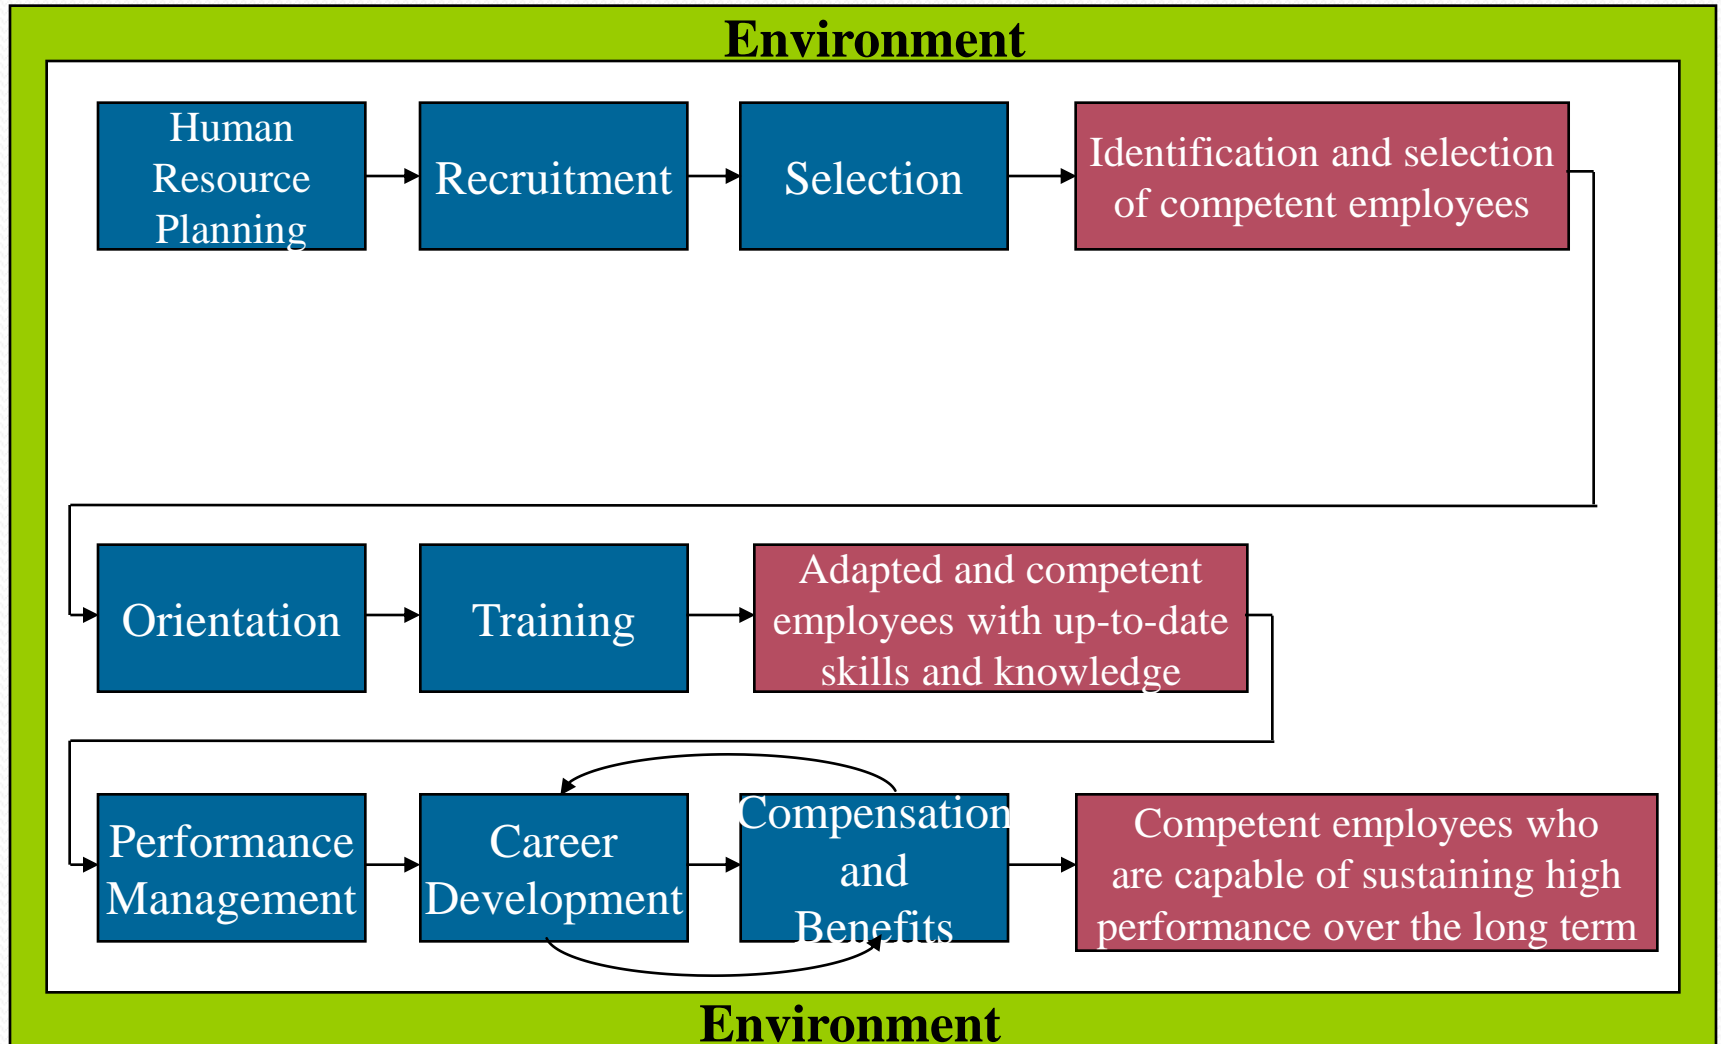 Environment
Human
Resource
Planning
Recruitment
Selection
Identification and selection
of competent employees
Orientation
Training
Adapted and competent
employees with up-to-date
skills and knowledge
Performance
Management
Career
Development
Compensation
and
Benefits
Competent employees who
are capable of sustaining high
performance over the long term
Environment